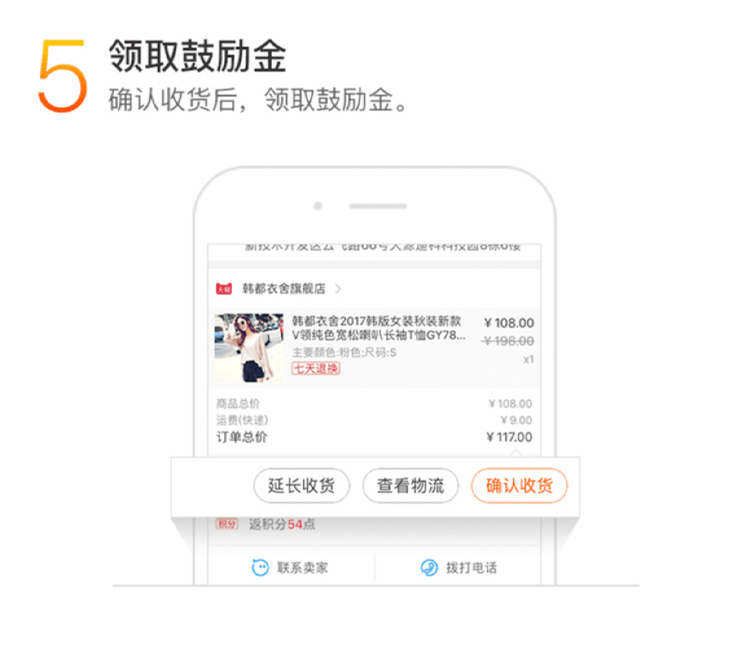 5
领取鼓励金
确认收货后，领取鼓励金。
天猫
韩都衣舍旗舰店
韩都衣舍2017韩版女装秋装新款
V领纯色宽松喇叭长袖T恤GY78...
主要颜色:粉色;尺码:S
七天退换
￥108.00
￥198.00
x1
商品总价 ￥108.00
运费(快递) ￥9.00
订单总价 ￥117.00
延长收货 查看物流 确认收货
积分 返积分54点
联系卖家 拨打电话